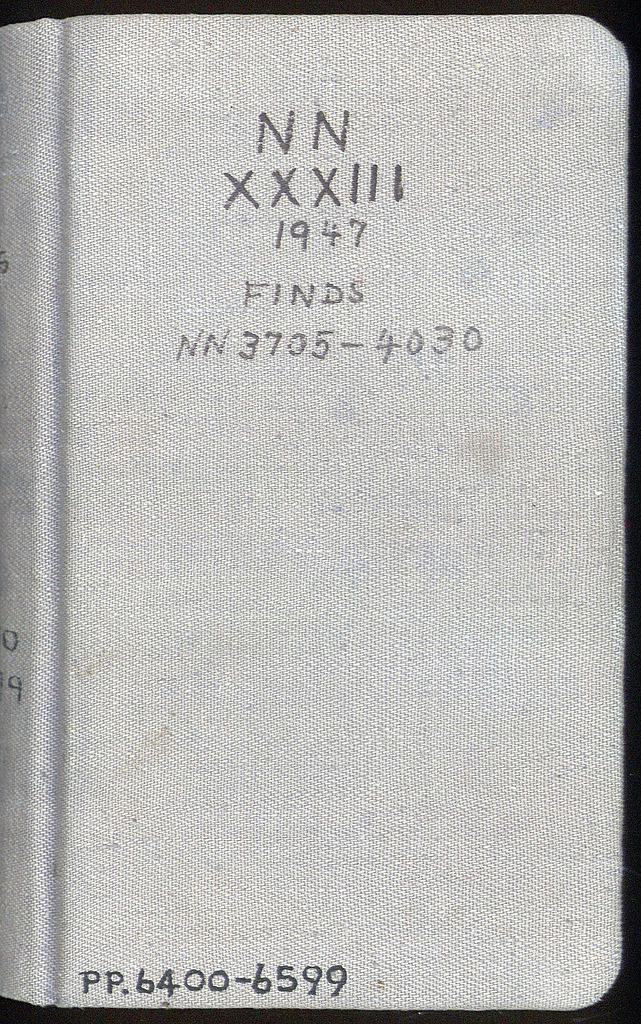 NN
XXXIII
1947
FINDS
NN 3705-4030
PP. 6400-6599